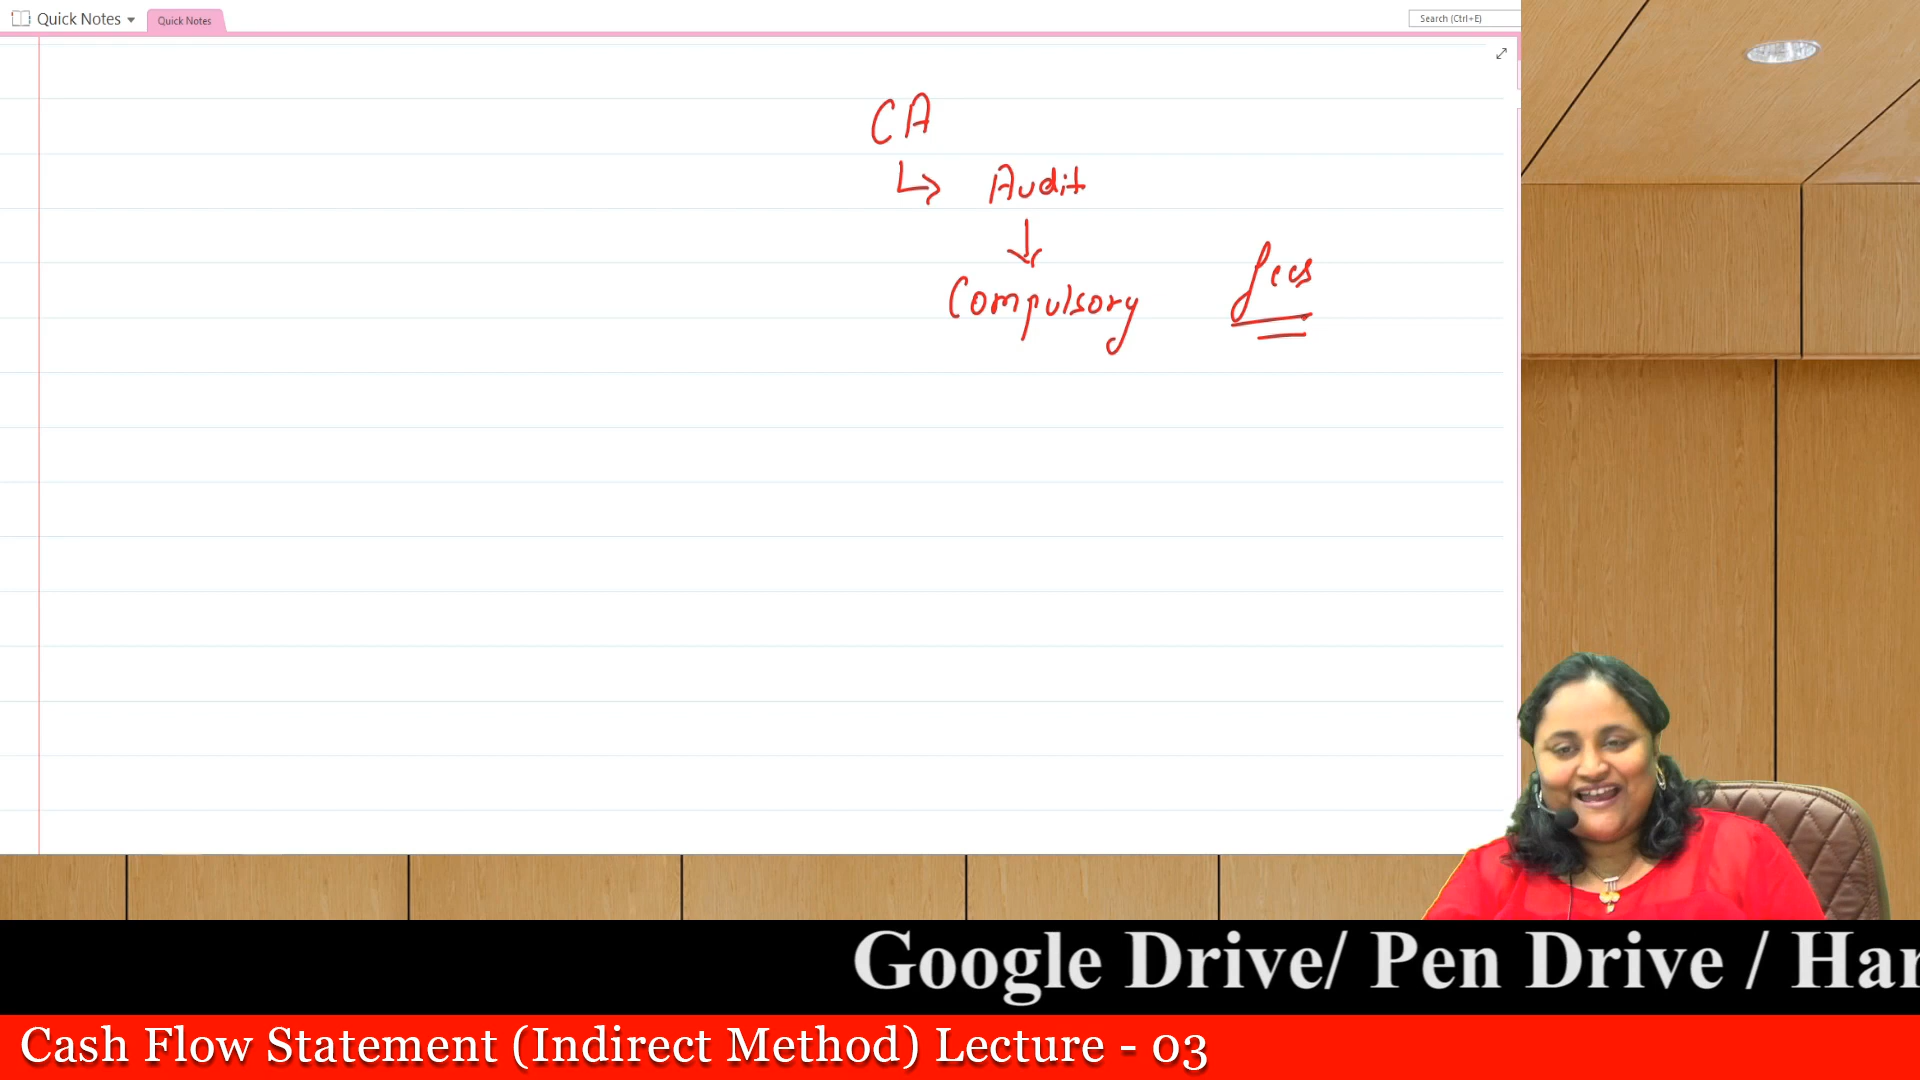 Quick Notes
Quick Notes
Search (Ctrl+E)
CA
Audit
Compulsory
fees
Google Drive/ Pen Drive / Har
Cash Flow Statement (Indirect Method) Lecture - 03